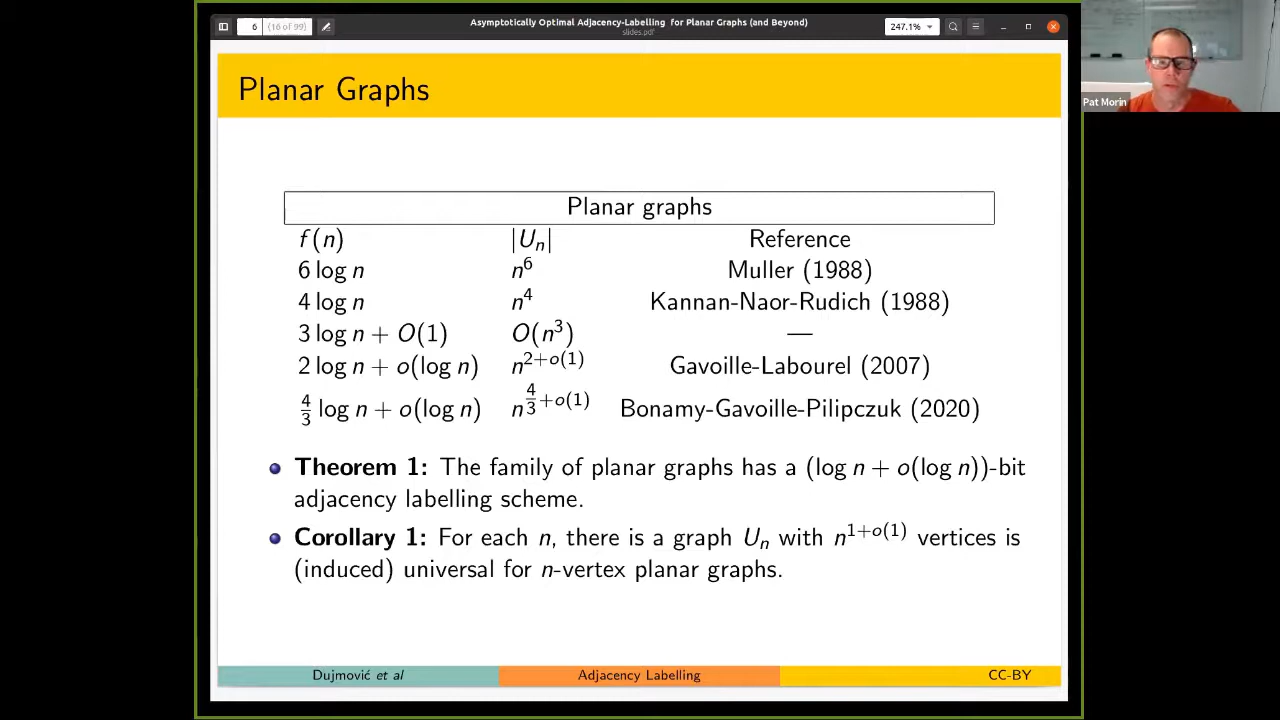 Asymptotically Optimal Adjacency-Labelling for Planar Graphs (and Beyond)
slides.pdf
6 (16 of 99)
247.1%
Pat Morin
Planar Graphs
Planar graphs
f(n) |Uₙ| Reference
6 log n n⁶ Muller (1988)
4 log n n⁴ Kannan-Naor-Rudich (1988)
3 log n + O(1) O(n³) —
2 log n + o(log n) n^{2+o(1)} Gavoille-Labourel (2007)
4/3 log n + o(log n) n^{4/3+o(1)} Bonamy-Gavoille-Pilipczuk (2020)
Theorem 1: The family of planar graphs has a (log n + o(log n))-bit
adjacency labelling scheme.
Corollary 1: For each n, there is a graph Uₙ with n^{1+o(1)} vertices is
(induced) universal for n-vertex planar graphs.
Dujmović et al Adjacency Labelling CC-BY